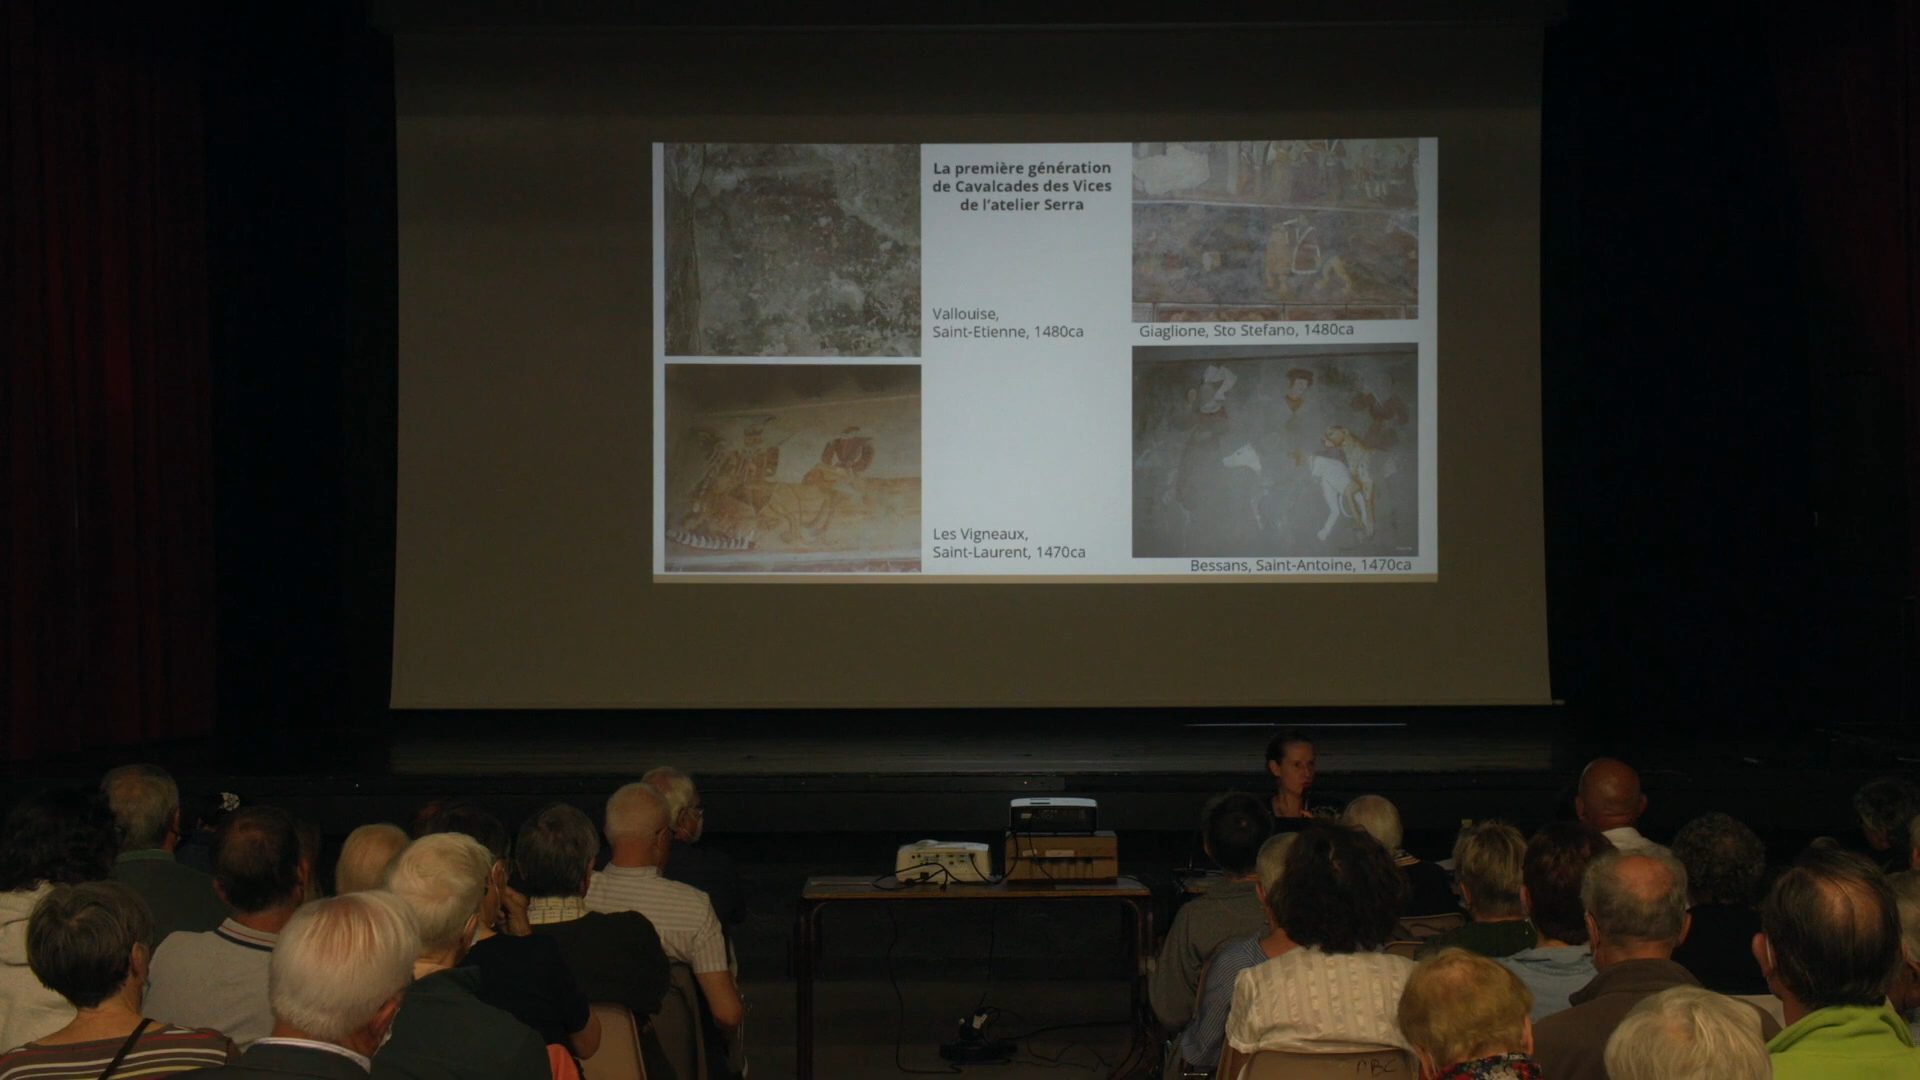 La première génération
de Cavalcades des Vices
de l'atelier Serra
Vallouise,
Saint-Etienne, 1480ca
Giaglione, Sto Stefano, 1480ca
Les Vigneaux,
Saint-Laurent, 1470ca
Bessans, Saint-Antoine, 1470ca